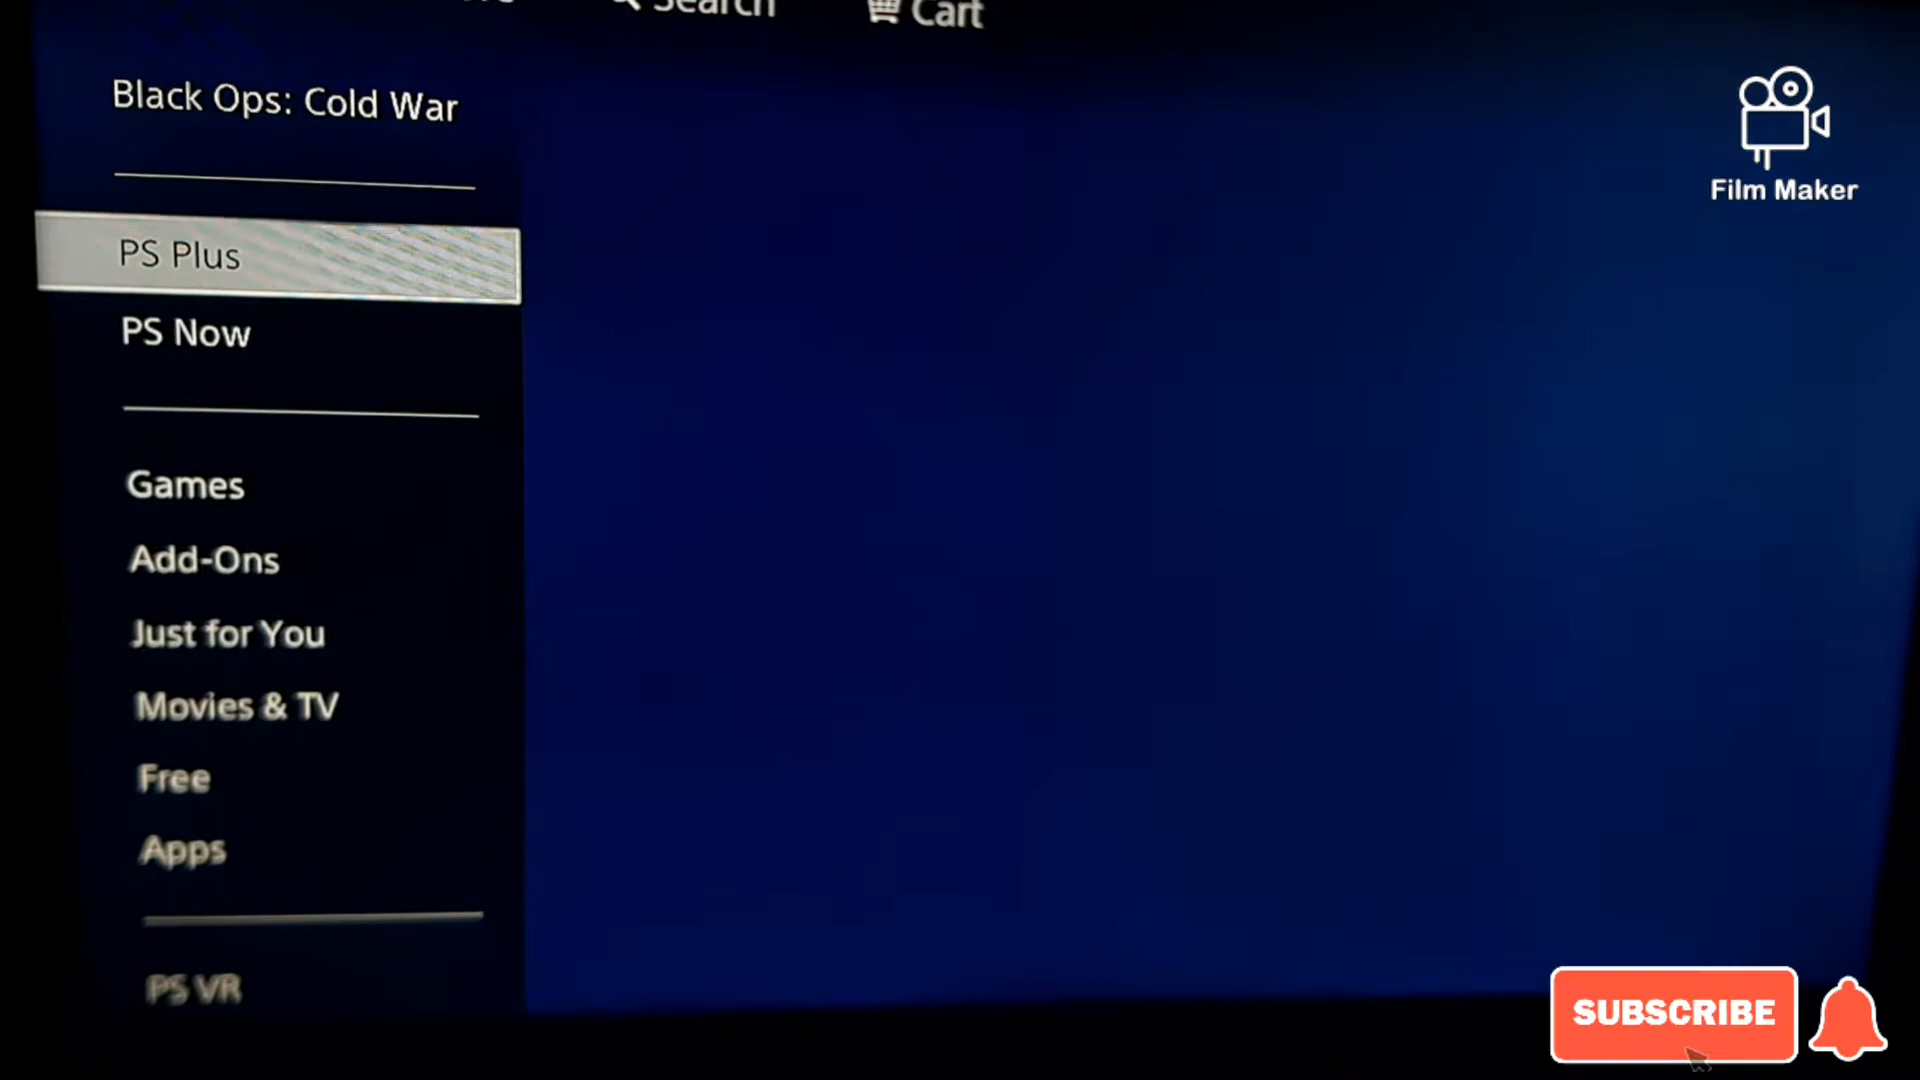 Search
Cart
Black Ops: Cold War
PS Plus
PS Now
Games
Add-Ons
Just for You
Movies & TV
Free
Apps
PS VR
Film Maker
SUBSCRIBE